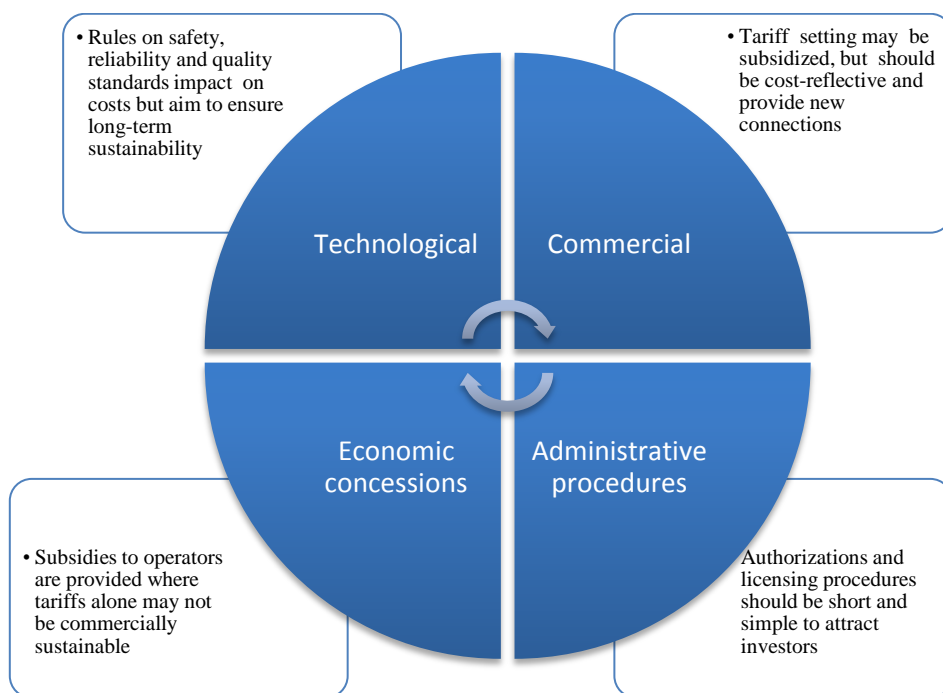 • Rules on safety,
reliability and quality
standards impact on
costs but aim to ensure
long-term
sustainability
• Tariff setting may be
subsidized, but should
be cost-reflective and
provide new
connections
Technological
Commercial
Economic
concessions
Administrative
procedures
• Subsidies to operators
are provided where
tariffs alone may not
be commercially
sustainable
Authorizations and
licensing procedures
should be short and
simple to attract
investors